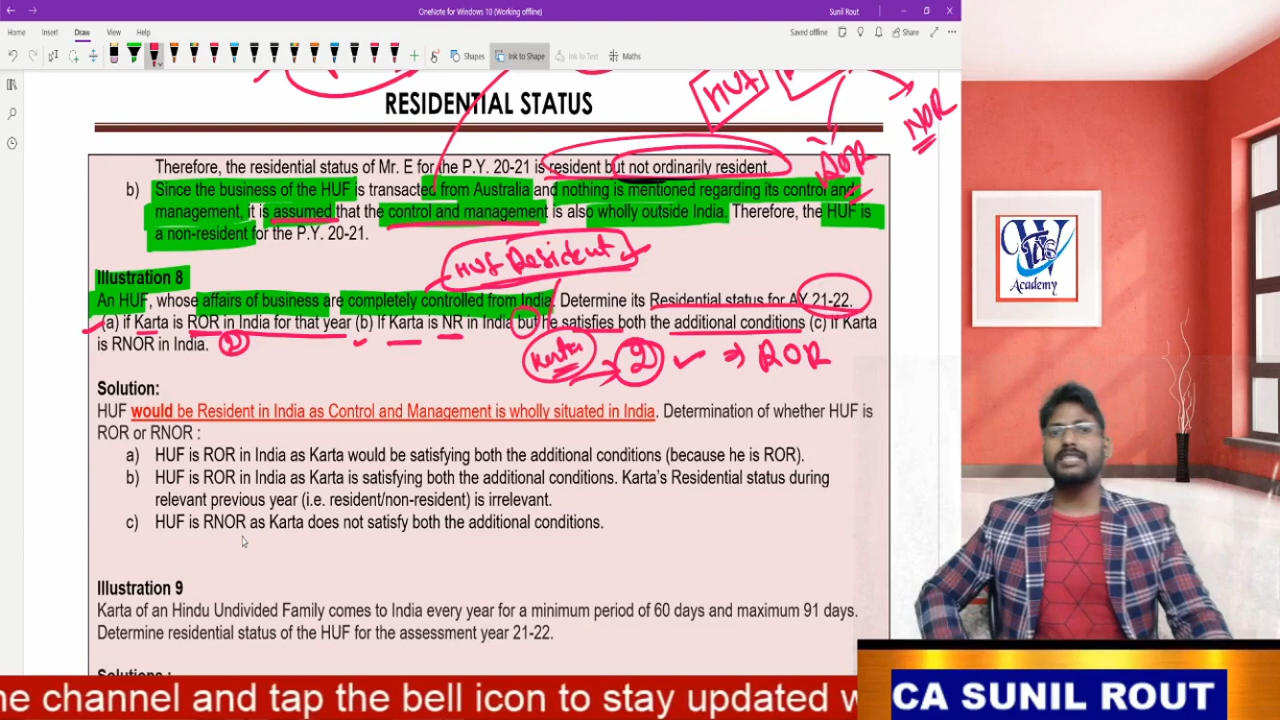 OneNote for Windows 10 (Working offline)
Sunil Rout
Home Insert Draw View Help
Saved offline
Share
Shapes
Ink to Shape
Ink to Text
Maths
HUF
NOR
ROR
RESIDENTIAL STATUS
Therefore, the residential status of Mr. E for the P.Y. 20-21 is resident but not ordinarily resident.
b) Since the business of the HUF is transacted from Australia and nothing is mentioned regarding its control and
management, it is assumed that the control and management is also wholly outside India. Therefore, the HUF is
a non-resident for the P.Y. 20-21.
HUF Resident
Illustration 8
An HUF, whose affairs of business are completely controlled from India. Determine its Residential status for AY 21-22.
(a) if Karta is ROR in India for that year (b) If Karta is NR in India but he satisfies both the additional conditions (c) If Karta
is RNOR in India.
2
Karta
2
⇒ ROR
Solution:
HUF would be Resident in India as Control and Management is wholly situated in India. Determination of whether HUF is
ROR or RNOR :
a) HUF is ROR in India as Karta would be satisfying both the additional conditions (because he is ROR).
b) HUF is ROR in India as Karta is satisfying both the additional conditions. Karta's Residential status during
relevant previous year (i.e. resident/non-resident) is irrelevant.
c) HUF is RNOR as Karta does not satisfy both the additional conditions.
Illustration 9
Karta of an Hindu Undivided Family comes to India every year for a minimum period of 60 days and maximum 91 days.
Determine residential status of the HUF for the assessment year 21-22.
Solutions :
Academy
he channel and tap the bell icon to stay updated w
CA SUNIL ROUT